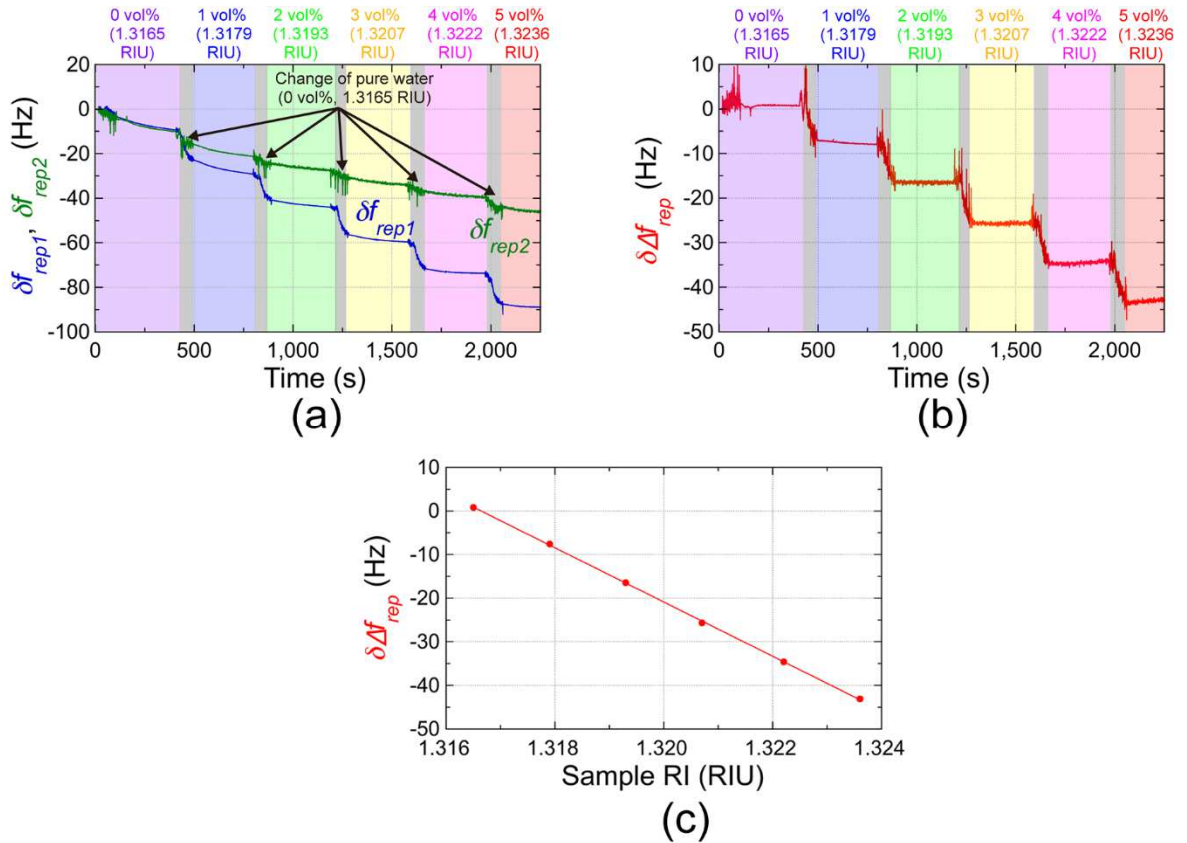 0 vol% 1 vol% 2 vol% 3 vol% 4 vol% 5 vol%
(1.3165 (1.3179 (1.3193 (1.3207 (1.3222 (1.3236
RIU) RIU) RIU) RIU) RIU) RIU)
20
0
-20
-40
-60
-80
-100
δf_rep1, δf_rep2 (Hz)
Change of pure water
(0 vol%, 1.3165 RIU)
δf_rep1
δf_rep2
0 500 1,000 1,500 2,000
Time (s)
(a)
0 vol% 1 vol% 2 vol% 3 vol% 4 vol% 5 vol%
(1.3165 (1.3179 (1.3193 (1.3207 (1.3222 (1.3236
RIU) RIU) RIU) RIU) RIU) RIU)
10
0
-10
-20
-30
-40
-50
δΔf_rep (Hz)
0 500 1,000 1,500 2,000
Time (s)
(b)
10
0
-10
-20
-30
-40
-50
δΔf_rep (Hz)
1.316 1.318 1.320 1.322 1.324
Sample RI (RIU)
(c)